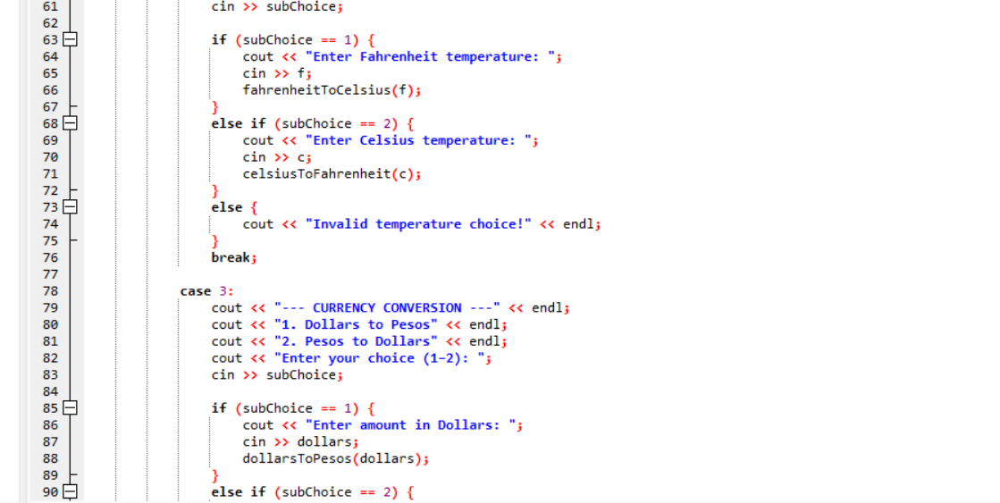 61 cin >> subChoice;
62
63 if (subChoice == 1) {
64 cout << "Enter Fahrenheit temperature: ";
65 cin >> f;
66 fahrenheitToCelsius(f);
67 }
68 else if (subChoice == 2) {
69 cout << "Enter Celsius temperature: ";
70 cin >> c;
71 celsiusToFahrenheit(c);
72 }
73 else {
74 cout << "Invalid temperature choice!" << endl;
75 }
76 break;
77
78 case 3:
79 cout << "--- CURRENCY CONVERSION ---" << endl;
80 cout << "1. Dollars to Pesos" << endl;
81 cout << "2. Pesos to Dollars" << endl;
82 cout << "Enter your choice (1-2): ";
83 cin >> subChoice;
84
85 if (subChoice == 1) {
86 cout << "Enter amount in Dollars: ";
87 cin >> dollars;
88 dollarsToPesos(dollars);
89 }
90 else if (subChoice == 2) {